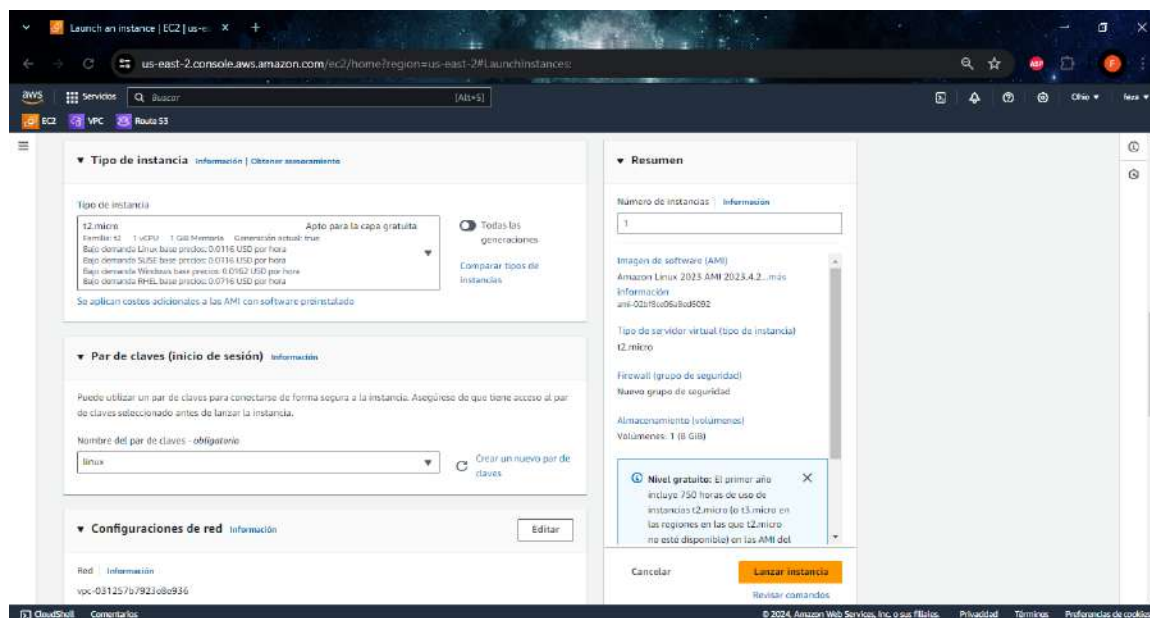 Launch an instance | EC2 | us-e
us-east-2.console.aws.amazon.com/ec2/home?region=us-east-2#LaunchInstances:
aws
Servicios
Buscar
[Alt+S]
Ohio
EC2
VPC
Route 53
Tipo de instancia Información | Obtener asesoramiento
Tipo de instancia
t2.micro Apto para la capa gratuita
Familia: t2 1 vCPU 1 GiB Memoria Generación actual: true
Bajo demanda Linux base precios: 0.0116 USD por hora
Bajo demanda SUSE base precios: 0.0116 USD por hora
Bajo demanda Windows base precios: 0.0162 USD por hora
Bajo demanda RHEL base precios: 0.0716 USD por hora
Todas las
generaciones
Comparar tipos de
instancias
Se aplican costos adicionales a las AMI con software preinstalado
Par de claves (inicio de sesión) Información
Puede utilizar un par de claves para conectarse de forma segura a la instancia. Asegúrese de que tiene acceso al par
de claves seleccionado antes de lanzar la instancia.
Nombre del par de claves - obligatorio
linux
Crear un nuevo par de
claves
Configuraciones de red Información
Editar
Red Información
vpc-031257b7923e8e936
Resumen
Número de instancias Información
1
Imagen de software (AMI)
Amazon Linux 2023 AMI 2023.4.2...más
información
Tipo de servidor virtual (tipo de instancia)
t2.micro
Firewall (grupo de seguridad)
Nuevo grupo de seguridad
Almacenamiento (volúmenes)
Volúmenes: 1 (8 GiB)
Nivel gratuito: El primer año
incluye 750 horas de uso de
instancias t2.micro (o t3.micro en
las regiones en las que t2.micro
no esté disponible) en las AMI del
Cancelar
Lanzar instancia
Revisar comandos
CloudShell
Comentarios
© 2024, Amazon Web Services, Inc. o sus filiales.
Privacidad
Términos
Preferencias de cookies